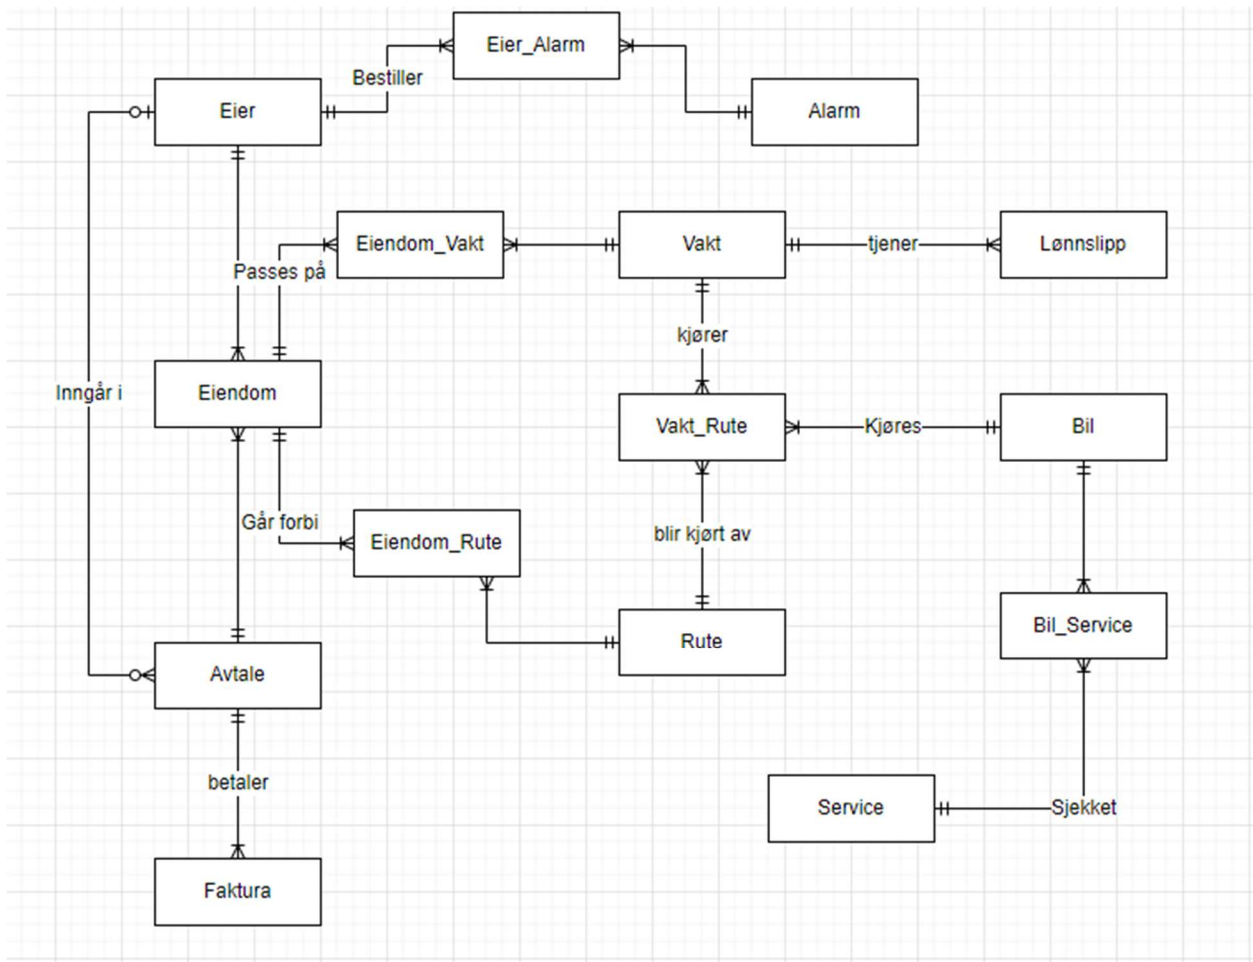 Eier_Alarm
Bestiller
Eier
Alarm
Eiendom_Vakt
Vakt
tjener
Lønnslipp
Passes på
kjører
Inngår i
Eiendom
Vakt_Rute
Kjøres
Bil
Går forbi
Eiendom_Rute
blir kjørt av
Bil_Service
Rute
Avtale
betaler
Service
Sjekket
Faktura